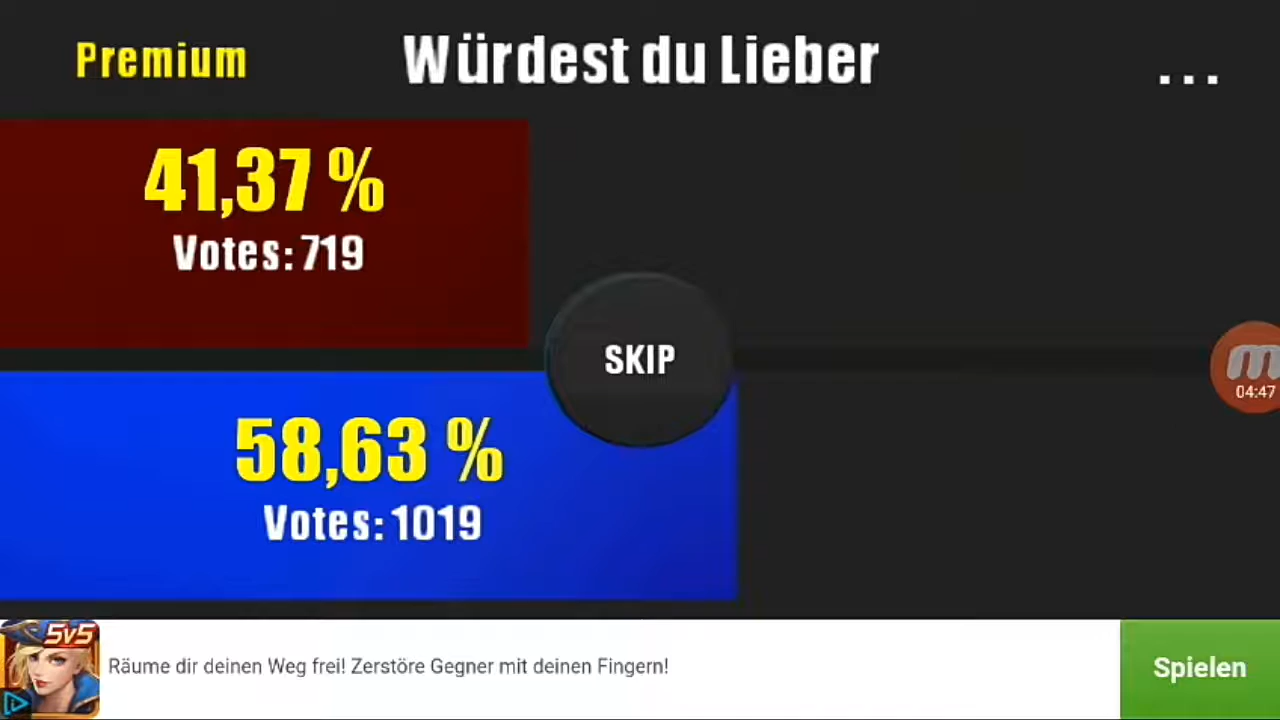 Premium
Würdest du Lieber
...
41,37 %
Votes: 719
SKIP
04:47
58,63 %
Votes: 1019
5v5
Räume dir deinen Weg frei! Zerstöre Gegner mit deinen Fingern!
Spielen